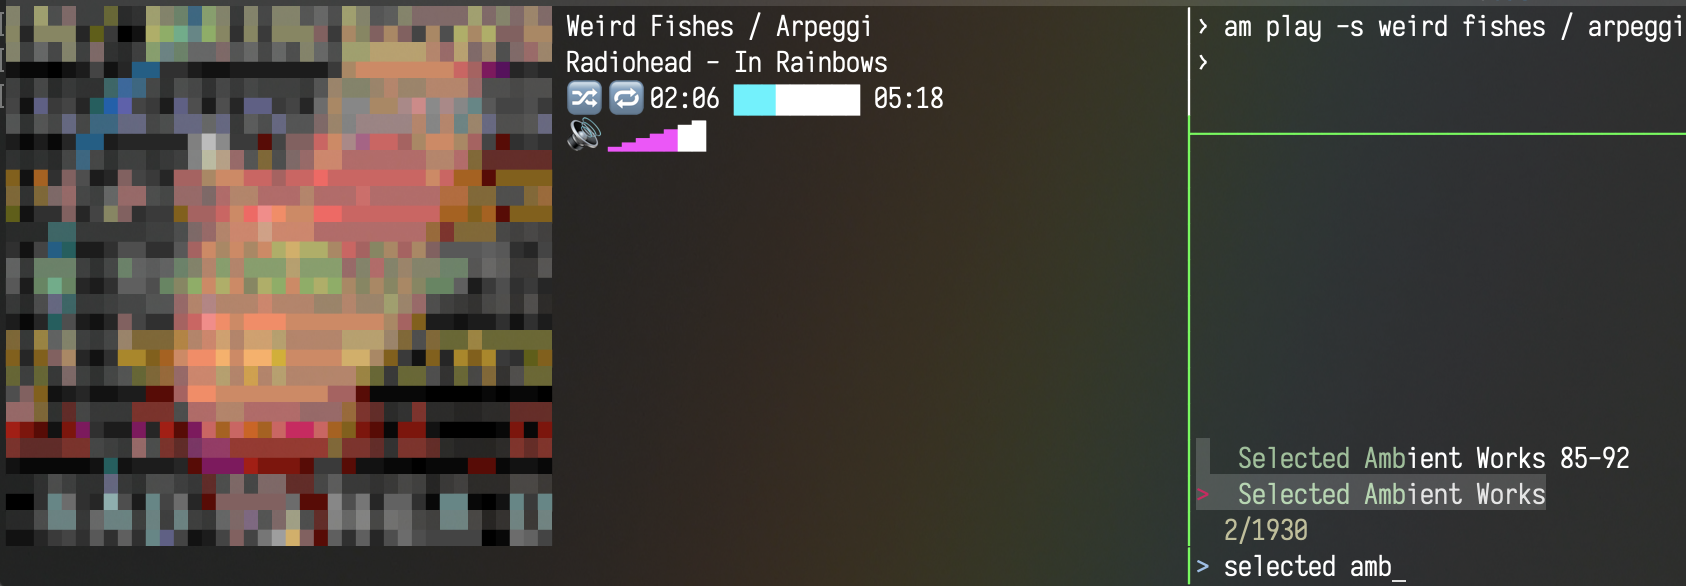 Weird Fishes / Arpeggi
Radiohead - In Rainbows
02:06 05:18
> am play -s weird fishes / arpeggi
>
Selected Ambient Works 85-92
> Selected Ambient Works
2/1930
> selected amb_